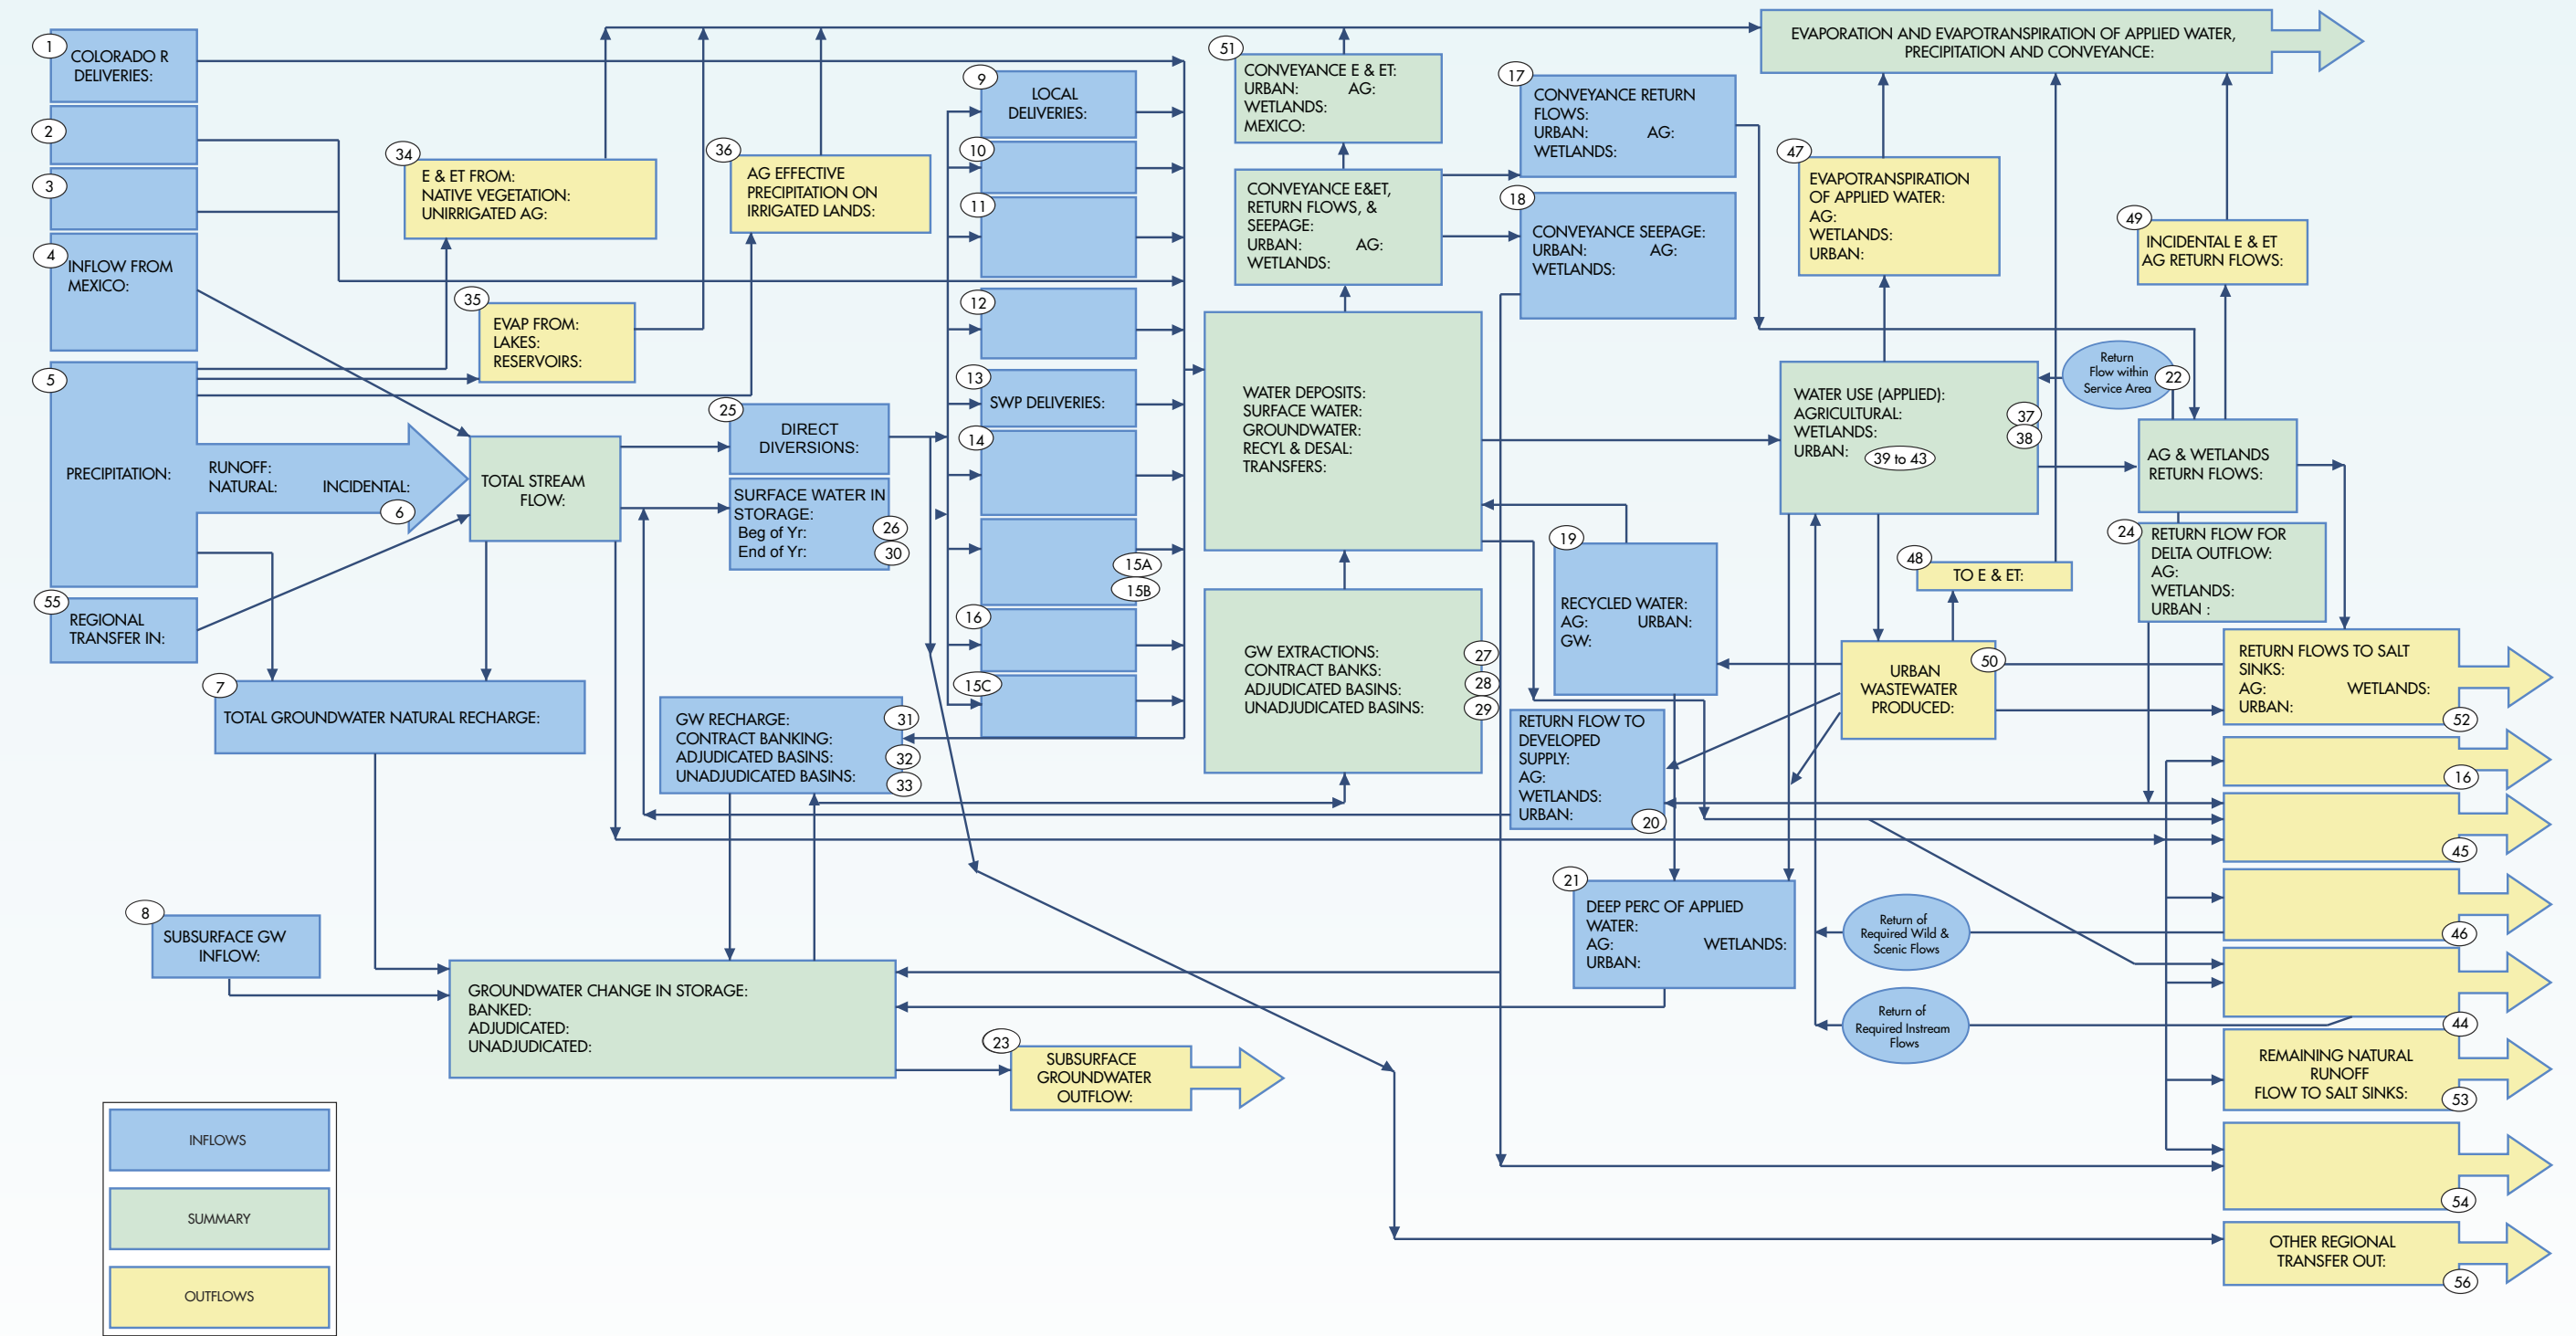 1
COLORADO R
DELIVERIES:
2
3
4
INFLOW FROM
MEXICO:
5
PRECIPITATION:
RUNOFF:
NATURAL: INCIDENTAL:
6
55
REGIONAL
TRANSFER IN:
34
E & ET FROM:
NATIVE VEGETATION:
UNIRRIGATED AG:
35
EVAP FROM:
LAKES:
RESERVOIRS:
36
AG EFFECTIVE
PRECIPITATION ON
IRRIGATED LANDS:
TOTAL STREAM
FLOW:
25
DIRECT
DIVERSIONS:
SURFACE WATER IN
STORAGE:
Beg of Yr:
End of Yr:
26
30
7
TOTAL GROUNDWATER NATURAL RECHARGE:
8
SUBSURFACE GW
INFLOW:
GW RECHARGE:
CONTRACT BANKING:
ADJUDICATED BASINS:
UNADJUDICATED BASINS:
31
32
33
GROUNDWATER CHANGE IN STORAGE:
BANKED:
ADJUDICATED:
UNADJUDICATED:
23
SUBSURFACE
GROUNDWATER
OUTFLOW:
9
LOCAL
DELIVERIES:
10
11
12
13
SWP DELIVERIES:
14
15A
15B
16
15C
51
CONVEYANCE E & ET:
URBAN: AG:
WETLANDS:
MEXICO:
CONVEYANCE E&ET,
RETURN FLOWS, &
SEEPAGE:
URBAN: AG:
WETLANDS:
WATER DEPOSITS:
SURFACE WATER:
GROUNDWATER:
RECYL & DESAL:
TRANSFERS:
GW EXTRACTIONS:
CONTRACT BANKS:
ADJUDICATED BASINS:
UNADJUDICATED BASINS:
27
28
29
17
CONVEYANCE RETURN
FLOWS:
URBAN: AG:
WETLANDS:
18
CONVEYANCE SEEPAGE:
URBAN: AG:
WETLANDS:
19
RECYCLED WATER:
AG: URBAN:
GW:
RETURN FLOW TO
DEVELOPED
SUPPLY:
AG:
WETLANDS:
URBAN:
20
21
DEEP PERC OF APPLIED
WATER:
AG: WETLANDS:
URBAN:
EVAPORATION AND EVAPOTRANSPIRATION OF APPLIED WATER,
PRECIPITATION AND CONVEYANCE:
47
EVAPOTRANSPIRATION
OF APPLIED WATER:
AG:
WETLANDS:
URBAN:
49
INCIDENTAL E & ET
AG RETURN FLOWS:
WATER USE (APPLIED):
AGRICULTURAL:
WETLANDS:
URBAN:
37
38
39 to 43
Return
Flow within
Service Area
22
AG & WETLANDS
RETURN FLOWS:
24
RETURN FLOW FOR
DELTA OUTFLOW:
AG:
WETLANDS:
URBAN :
48
TO E & ET:
URBAN
WASTEWATER
PRODUCED:
50
RETURN FLOWS TO SALT
SINKS:
AG: WETLANDS:
URBAN:
52
16
45
46
Return of
Required Wild &
Scenic Flows
44
Return of
Required Instream
Flows
REMAINING NATURAL
RUNOFF
FLOW TO SALT SINKS:
53
54
OTHER REGIONAL
TRANSFER OUT:
56
INFLOWS
SUMMARY
OUTFLOWS